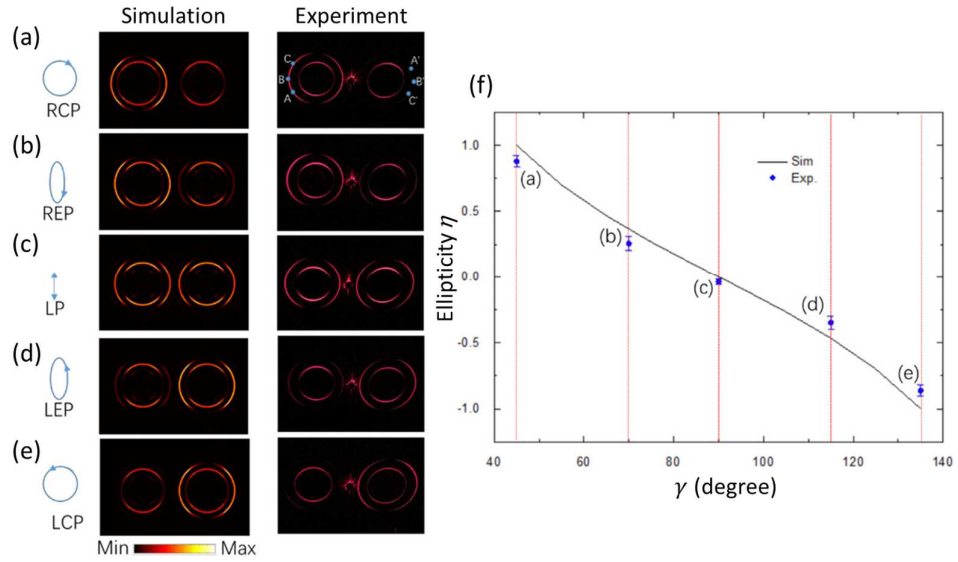 Simulation Experiment
(a)
RCP
C
B
A
A'
B'
C'
(b)
REP
(c)
LP
(d)
LEP
(e)
LCP
Min Max
(f)
Ellipticity η
1.0
0.5
0.0
-0.5
-1.0
Sim
Exp.
(a)
(b)
(c)
(d)
(e)
40 60 80 100 120 140
γ (degree)